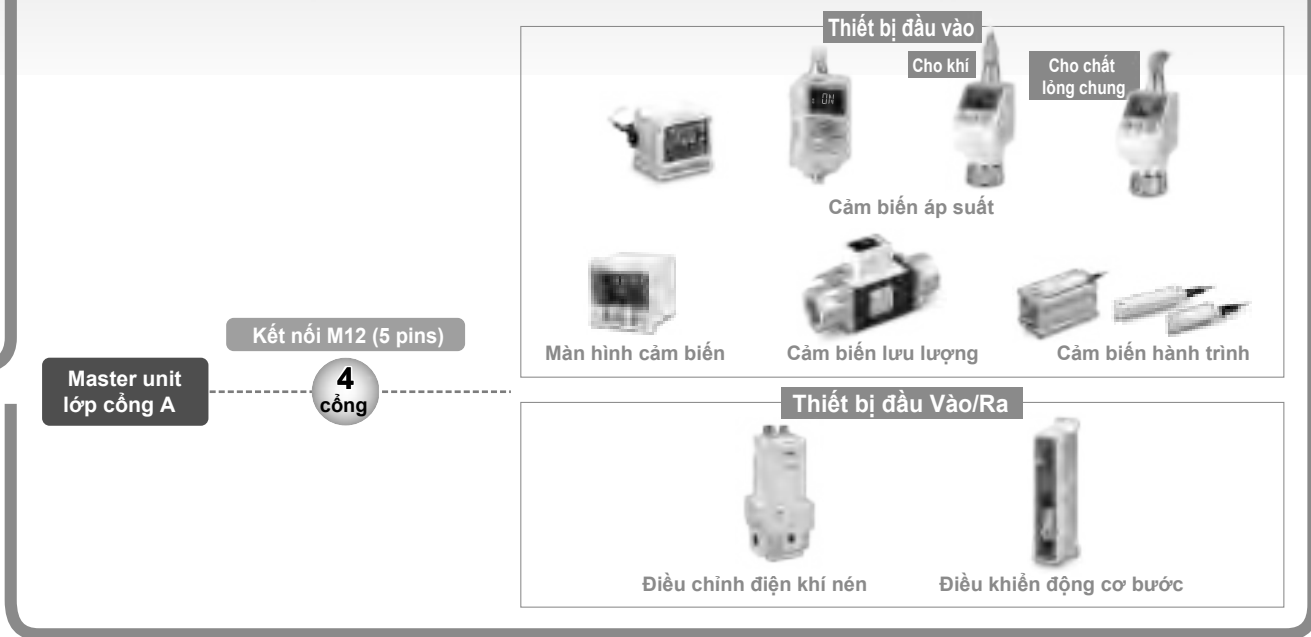 Thiết bị đầu vào
Cho khí
Cho chất
lỏng chung
ON
Cảm biến áp suất
Màn hình cảm biến
Cảm biến lưu lượng
Cảm biến hành trình
Kết nối M12 (5 pins)
Master unit
lớp cổng A
4
cổng
Thiết bị đầu Vào/Ra
Điều chỉnh điện khí nén
Điều khiển động cơ bước